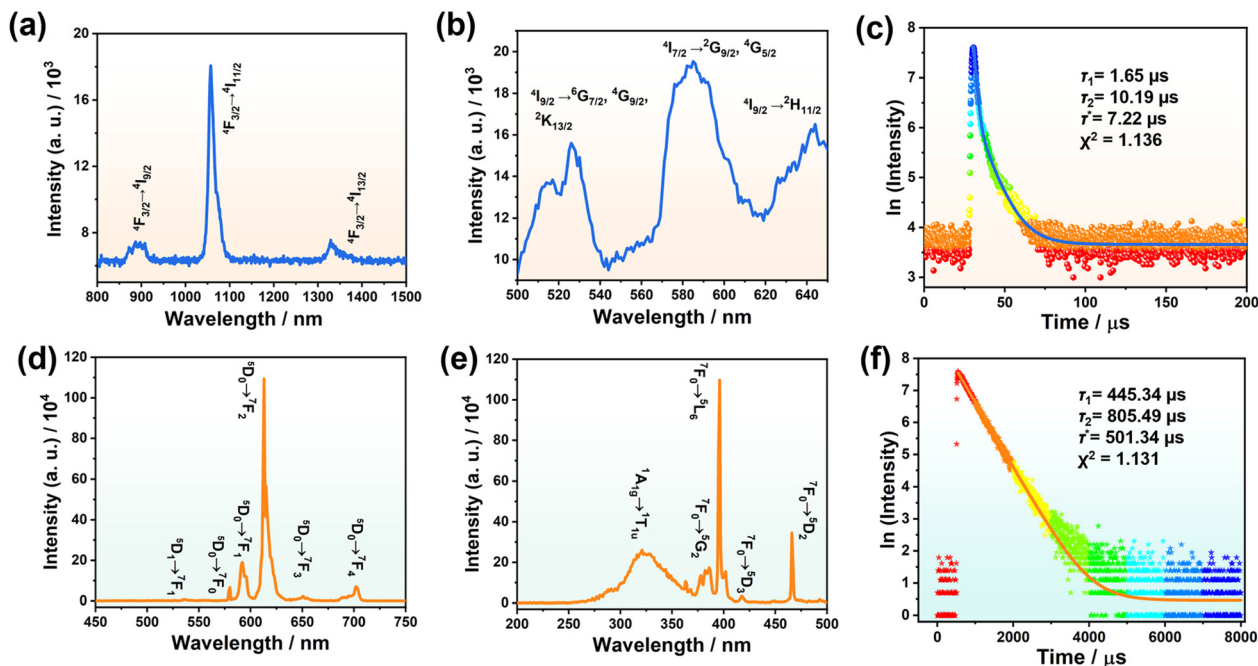 (a)
20
16
12
8
Intensity (a. u.) / 10³
⁴F₃/₂→⁴I₉/₂
⁴F₃/₂→⁴I₁₁/₂
⁴F₃/₂→⁴I₁₃/₂
800 900 1000 1100 1200 1300 1400 1500
Wavelength / nm
(b)
20
18
16
14
12
10
Intensity (a. u.) / 10³
⁴I₉/₂→⁶G₇/₂, ⁴G₉/₂,
²K₁₃/₂
⁴I₇/₂→²G₉/₂, ⁴G₅/₂
⁴I₉/₂→²H₁₁/₂
500 520 540 560 580 600 620 640
Wavelength / nm
(c)
8
7
6
5
4
3
ln (Intensity)
τ₁= 1.65 μs
τ₂= 10.19 μs
τ*= 7.22 μs
χ² = 1.136
0 50 100 150 200
Time / μs
(d)
120
100
80
60
40
20
0
Intensity (a. u.) / 10⁴
⁵D₁→⁷F₁
⁵D₀→⁷F₀
⁵D₀→⁷F₁
⁵D₀→⁷F₂
⁵D₀→⁷F₃
⁵D₀→⁷F₄
450 500 550 600 650 700 750
Wavelength / nm
(e)
120
100
80
60
40
20
0
Intensity (a. u.) / 10⁴
¹A₁g→¹T₁u
⁷F₀→⁵G₂
⁷F₀→⁵L₆
⁷F₀→⁵D₃
⁷F₀→⁵D₂
200 250 300 350 400 450 500
Wavelength / nm
(f)
8
7
6
5
4
3
2
1
0
ln (Intensity)
τ₁= 445.34 μs
τ₂= 805.49 μs
τ*= 501.34 μs
χ² = 1.131
0 2000 4000 6000 8000
Time / μs